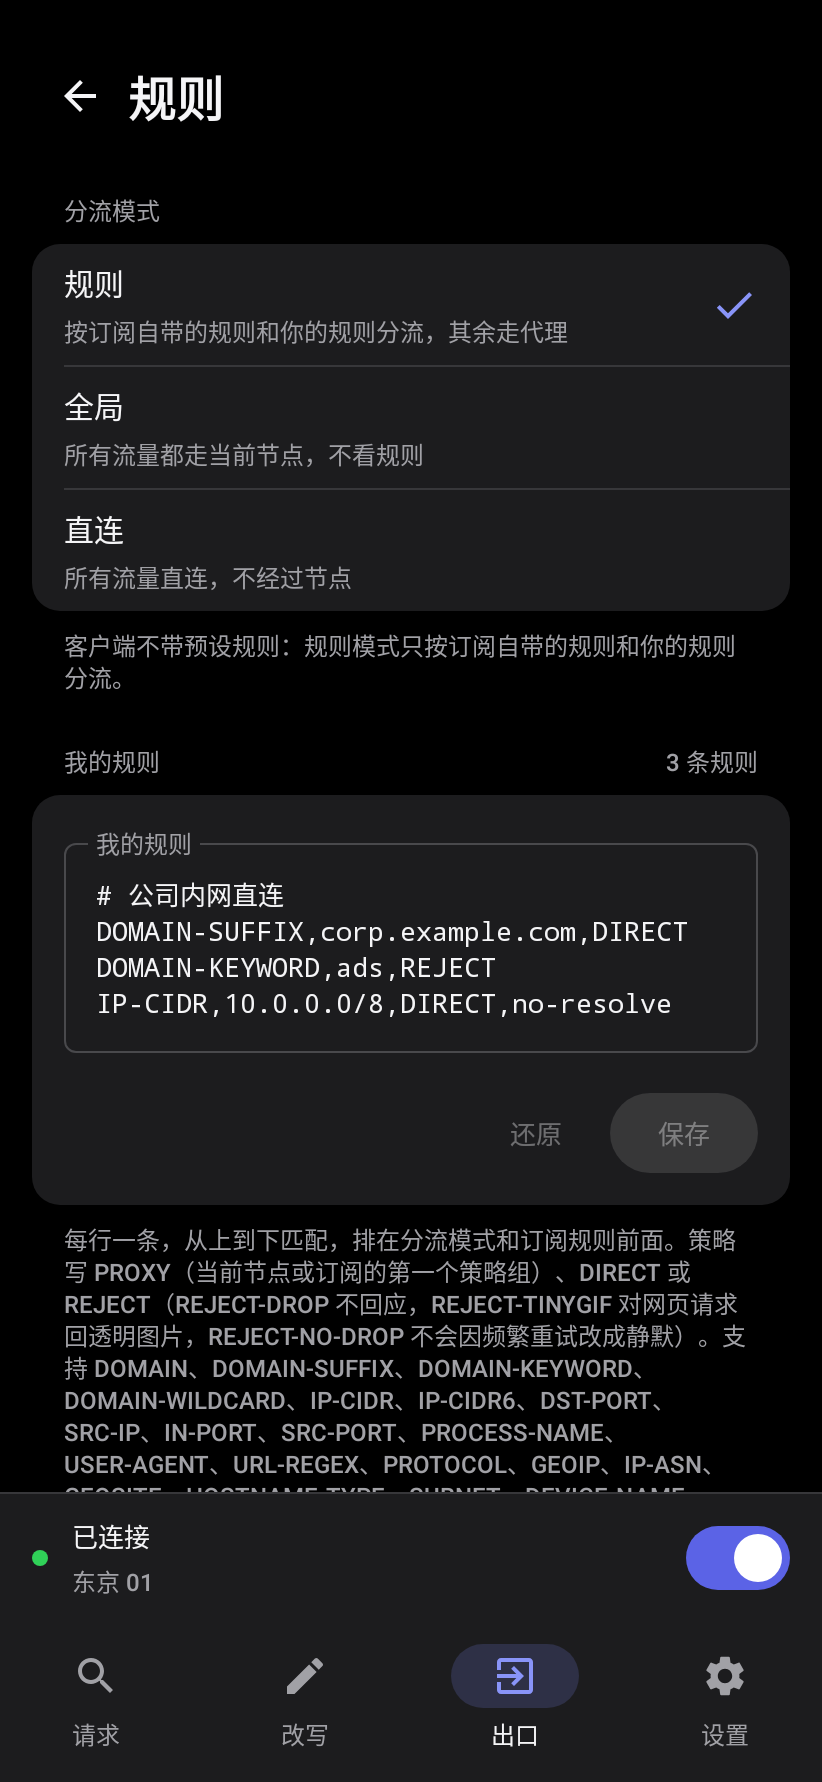 规则
分流模式
规则
按订阅自带的规则和你的规则分流，其余走代理
全局
所有流量都走当前节点，不看规则
直连
所有流量直连，不经过节点
客户端不带预设规则：规则模式只按订阅自带的规则和你的规则
分流。
我的规则 3 条规则
我的规则
# 公司内网直连
DOMAIN-SUFFIX,corp.example.com,DIRECT
DOMAIN-KEYWORD,ads,REJECT
IP-CIDR,10.0.0.0/8,DIRECT,no-resolve
还原 保存
每行一条，从上到下匹配，排在分流模式和订阅规则前面。策略
写 PROXY（当前节点或订阅的第一个策略组）、DIRECT 或
REJECT（REJECT-DROP 不回应，REJECT-TINYGIF 对网页请求
回透明图片，REJECT-NO-DROP 不会因频繁重试改成静默）。支
持 DOMAIN、DOMAIN-SUFFIX、DOMAIN-KEYWORD、
DOMAIN-WILDCARD、IP-CIDR、IP-CIDR6、DST-PORT、
SRC-IP、IN-PORT、SRC-PORT、PROCESS-NAME、
USER-AGENT、URL-REGEX、PROTOCOL、GEOIP、IP-ASN、
GEOSITE、HOSTNAME-TYPE、SUBNET、DEVICE-NAME
已连接
东京 01
请求 改写 出口 设置